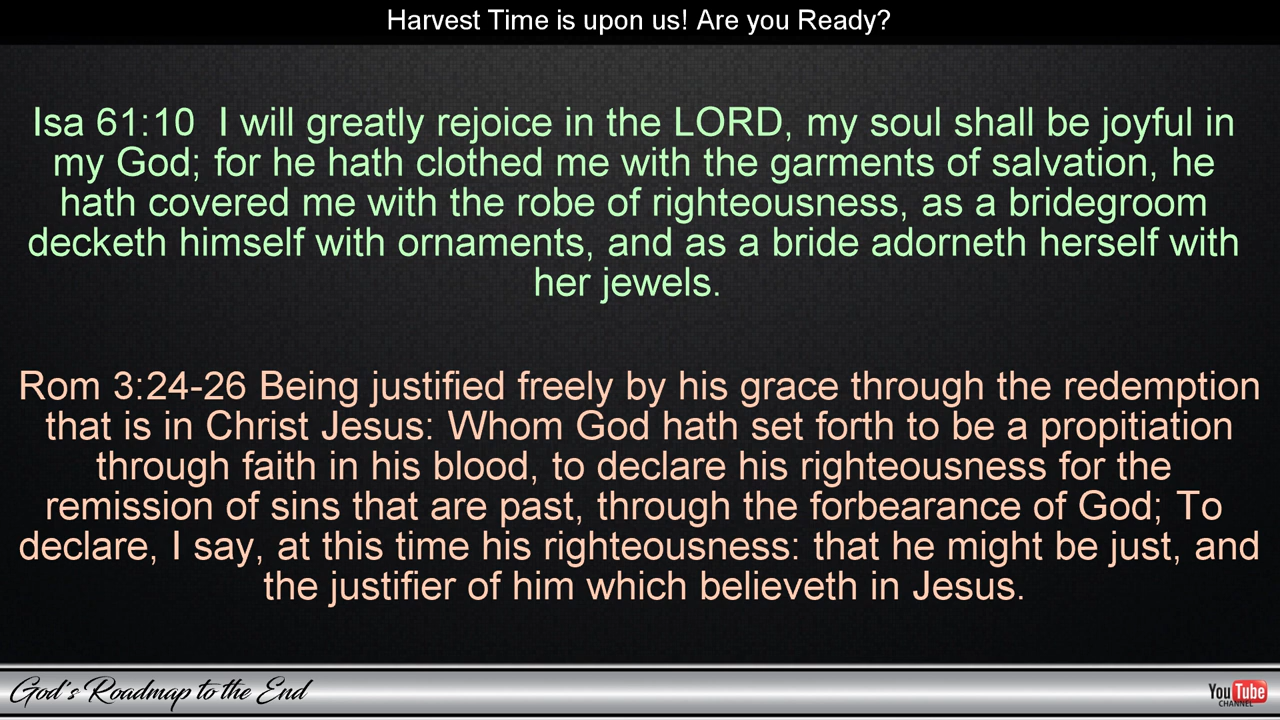 Harvest Time is upon us! Are you Ready?
Isa 61:10  I will greatly rejoice in the LORD, my soul shall be joyful in
my God; for he hath clothed me with the garments of salvation, he
hath covered me with the robe of righteousness, as a bridegroom
decketh himself with ornaments, and as a bride adorneth herself with
her jewels.
Rom 3:24-26 Being justified freely by his grace through the redemption
that is in Christ Jesus: Whom God hath set forth to be a propitiation
through faith in his blood, to declare his righteousness for the
remission of sins that are past, through the forbearance of God; To
declare, I say, at this time his righteousness: that he might be just, and
the justifier of him which believeth in Jesus.
God's Roadmap to the End
YouTube
CHANNEL